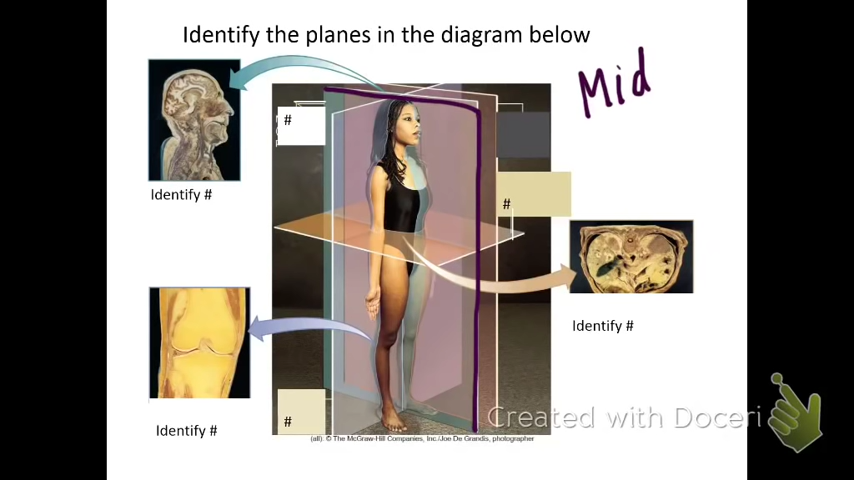 Identify the planes in the diagram below
Mid
#
Identify #
#
Identify #
Identify #
#
Created with Doceri
(all): © The McGraw-Hill Companies, Inc./Joe De Grandis, photographer